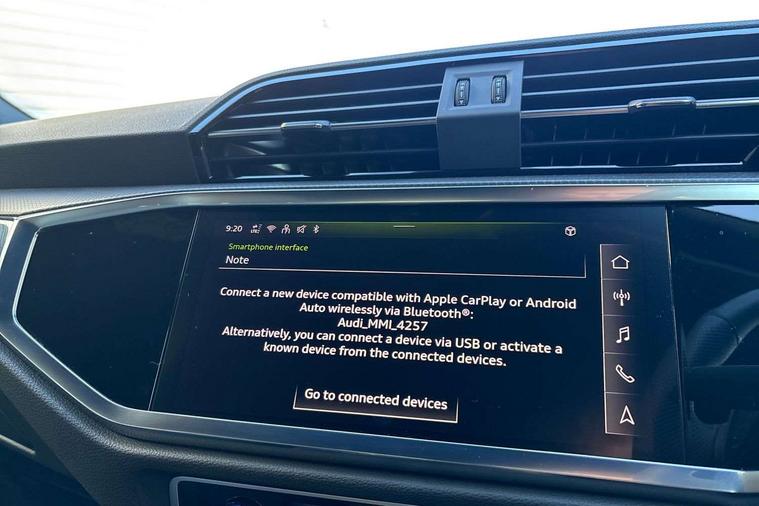 9:20
Smartphone interface
Note
Connect a new device compatible with Apple CarPlay or Android
Auto wirelessly via Bluetooth®:
Audi_MMI_4257
Alternatively, you can connect a device via USB or activate a
known device from the connected devices.
Go to connected devices